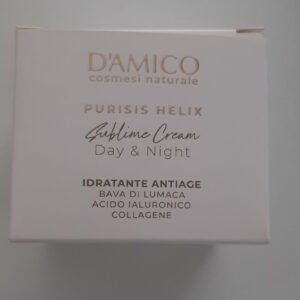 D'AMICO
cosmesi naturale
PURISIS HELIX
Sublime Cream
Day & Night
IDRATANTE ANTIAGE
BAVA DI LUMACA
ACIDO IALURONICO
COLLAGENE